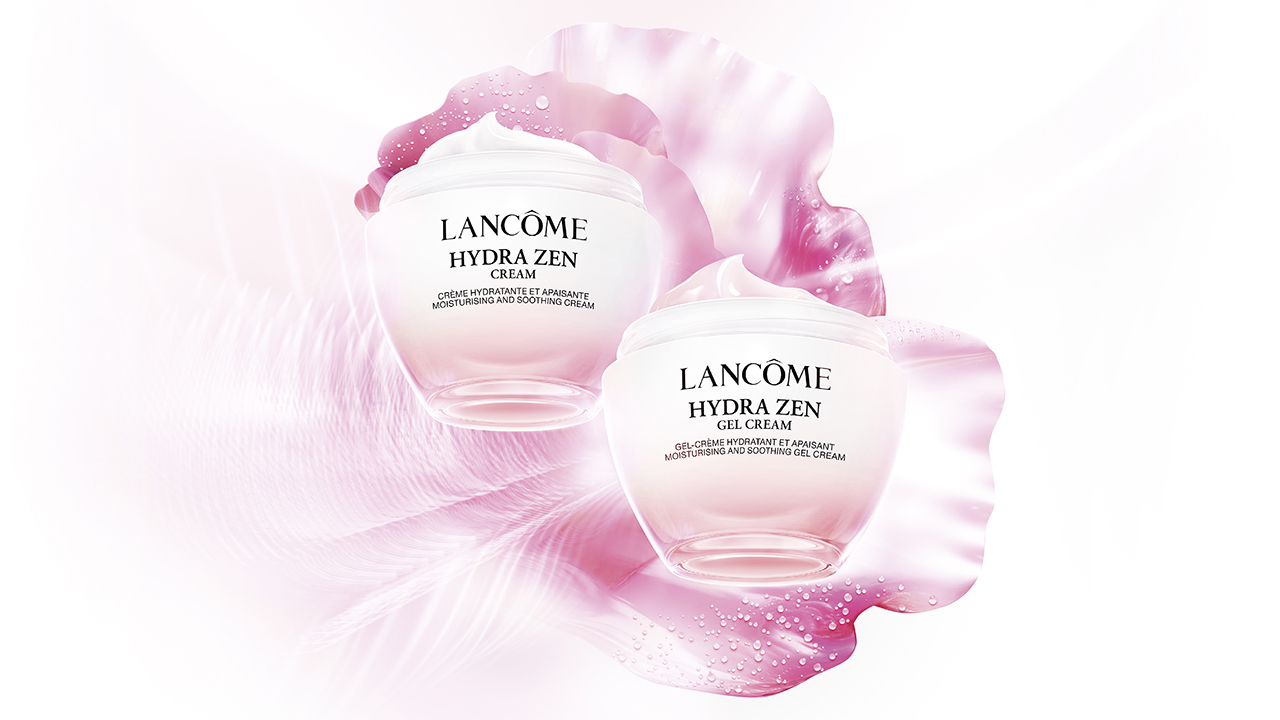 LANCÔME
HYDRA ZEN
CREAM
CRÈME HYDRATANTE ET APAISANTE
MOISTURISING AND SOOTHING CREAM
LANCÔME
HYDRA ZEN
GEL CREAM
GEL-CRÈME HYDRATANT ET APAISANT
MOISTURISING AND SOOTHING GEL CREAM